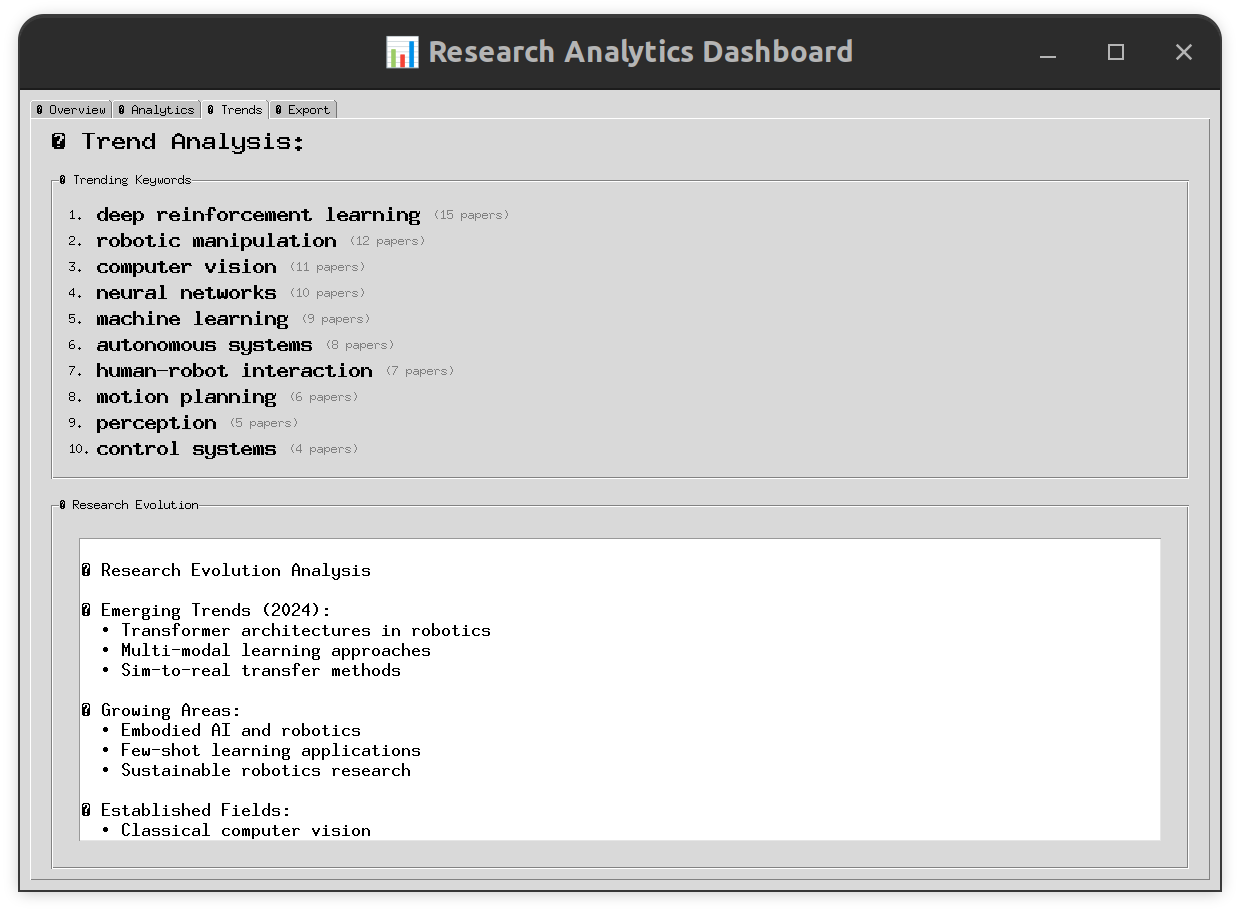 Research Analytics Dashboard
Overview Analytics Trends Export
Trend Analysis:
Trending Keywords
1. deep reinforcement learning (15 papers)
2. robotic manipulation (12 papers)
3. computer vision (11 papers)
4. neural networks (10 papers)
5. machine learning (9 papers)
6. autonomous systems (8 papers)
7. human-robot interaction (7 papers)
8. motion planning (6 papers)
9. perception (5 papers)
10. control systems (4 papers)
Research Evolution
Research Evolution Analysis
Emerging Trends (2024):
• Transformer architectures in robotics
• Multi-modal learning approaches
• Sim-to-real transfer methods
Growing Areas:
• Embodied AI and robotics
• Few-shot learning applications
• Sustainable robotics research
Established Fields:
• Classical computer vision